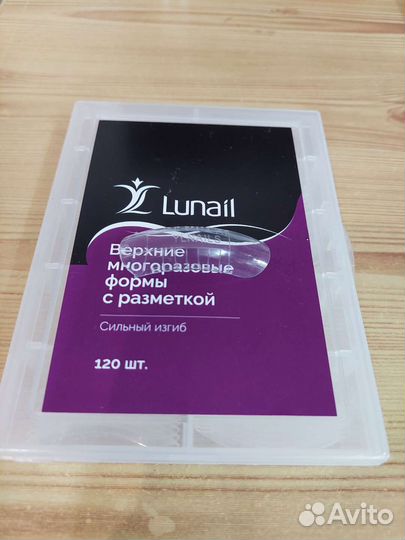 Lunail
Верхние
многоразовые
формы
с разметкой
Сильный изгиб
120 шт.
Avito